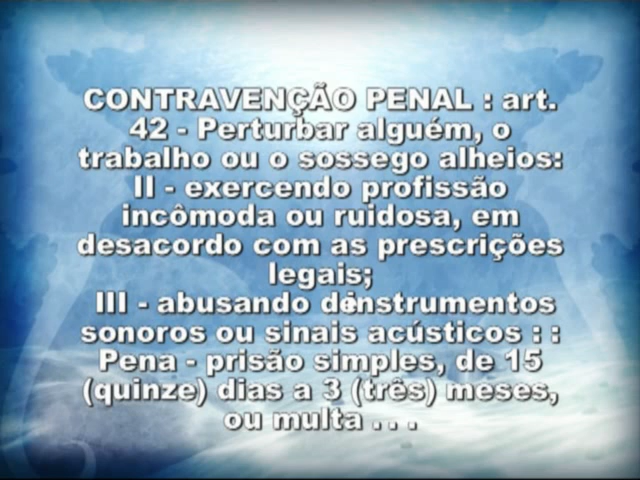 CONTRAVENÇÃO PENAL : art.
42 - Perturbar alguém, o
trabalho ou o sossego alheios:
II - exercendo profissão
incômoda ou ruidosa, em
desacordo com as prescrições
legais;
III - abusando de instrumentos
sonoros ou sinais acústicos : :
Pena - prisão simples, de 15
(quinze) dias a 3 (três) meses,
ou multa . . .